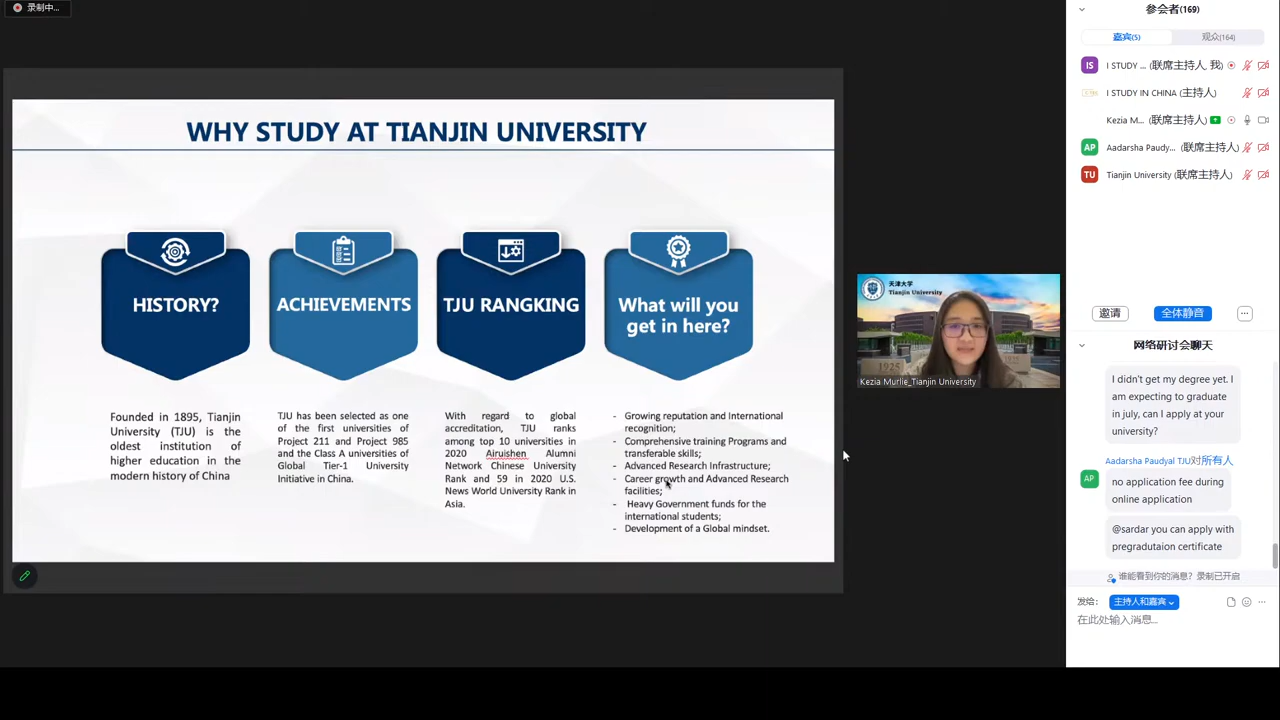 录制中...
WHY STUDY AT TIANJIN UNIVERSITY
HISTORY?
Founded in 1895, Tianjin
University (TJU) is the
oldest institution of
higher education in the
modern history of China
ACHIEVEMENTS
TJU has been selected as one
of the first universities of
Project 211 and Project 985
and the Class A universities of
Global Tier-1 University
Initiative in China.
TJU RANGKING
With regard to global
accreditation, TJU ranks
among top 10 universities in
2020 Airuishen Alumni
Network Chinese University
Rank and 59 in 2020 U.S.
News World University Rank in
Asia.
What will you
get in here?
- Growing reputation and International
recognition;
- Comprehensive training Programs and
transferable skills;
- Advanced Research Infrastructure;
- Career growth and Advanced Research
facilities;
- Heavy Government funds for the
international students;
- Development of a Global mindset.
天津大学
Tianjin University
1925
Kezia Murlie_Tianjin University
参会者(169)
嘉宾(5)
观众(164)
IS I STUDY ... (联席主持人, 我)
I STUDY IN CHINA (主持人)
Kezia M... (联席主持人)
AP Aadarsha Paudy... (联席主持人)
TU Tianjin University (联席主持人)
邀请
全体静音
...
网络研讨会聊天
I didn't get my degree yet. I
am expecting to graduate
in july, can I apply at your
university?
Aadarsha Paudyal TJU对所有人
AP
no application fee during
online application
@sardar you can apply with
pregradutaion certificate
谁能看到你的消息? 录制已开启
发给: 主持人和嘉宾
在此处输入消息...